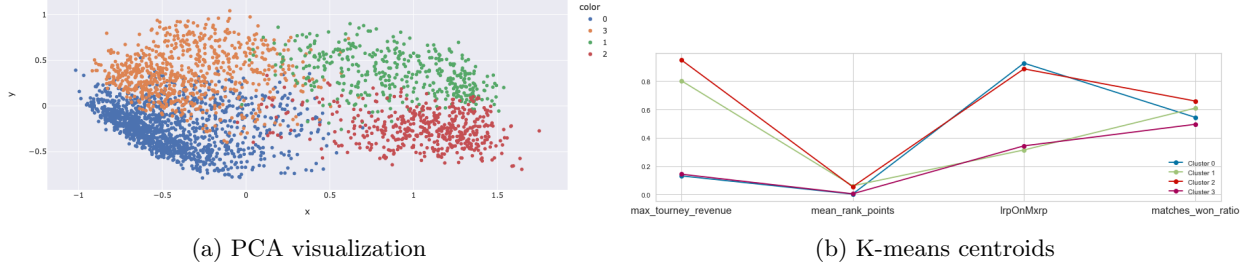 color
0
3
1
2
1
0.5
0
−0.5
y
−1
−0.5
0
0.5
1
1.5
x
(a) PCA visualization
0.8
0.6
0.4
0.2
0.0
Cluster 0
Cluster 1
Cluster 2
Cluster 3
max_tourney_revenue
mean_rank_points
lrpOnMxrp
matches_won_ratio
(b) K-means centroids